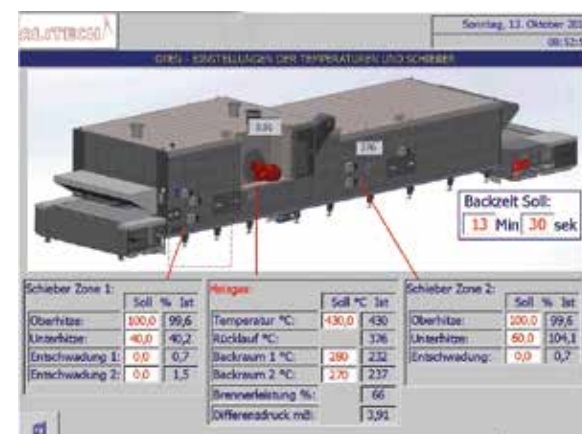 ALITECH
Sonntag, 13. Oktober 20
08:52:5
OFEN - EINSTELLUNGEN DER TEMPERATUREN UND SCHIEBER
376
Backzeit Soll:
13 Min 30 sek
Schieber Zone 1:
Soll % Ist
Oberhitze: 100,0 99,6
Unterhitze: 40,0 40,2
Entschwadung 1: 0,0 0,7
Entschwadung 2: 0,0 1,5
Heizgas:
Soll °C Ist
Temperatur °C: 430,0 430
Rücklauf °C: 376
Backraum 1 °C: 280 232
Backraum 2 °C: 270 237
Brennerleistung %: 66
Differenzdruck mB: 3,91
Schieber Zone 2:
Soll % Ist
Oberhitze: 100,0 99,6
Unterhitze: 60,0 104,1
Entschwadung: 0,0 0,7